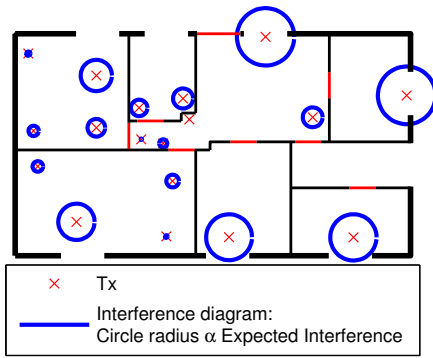 Tx
Interference diagram:
Circle radius α Expected Interference